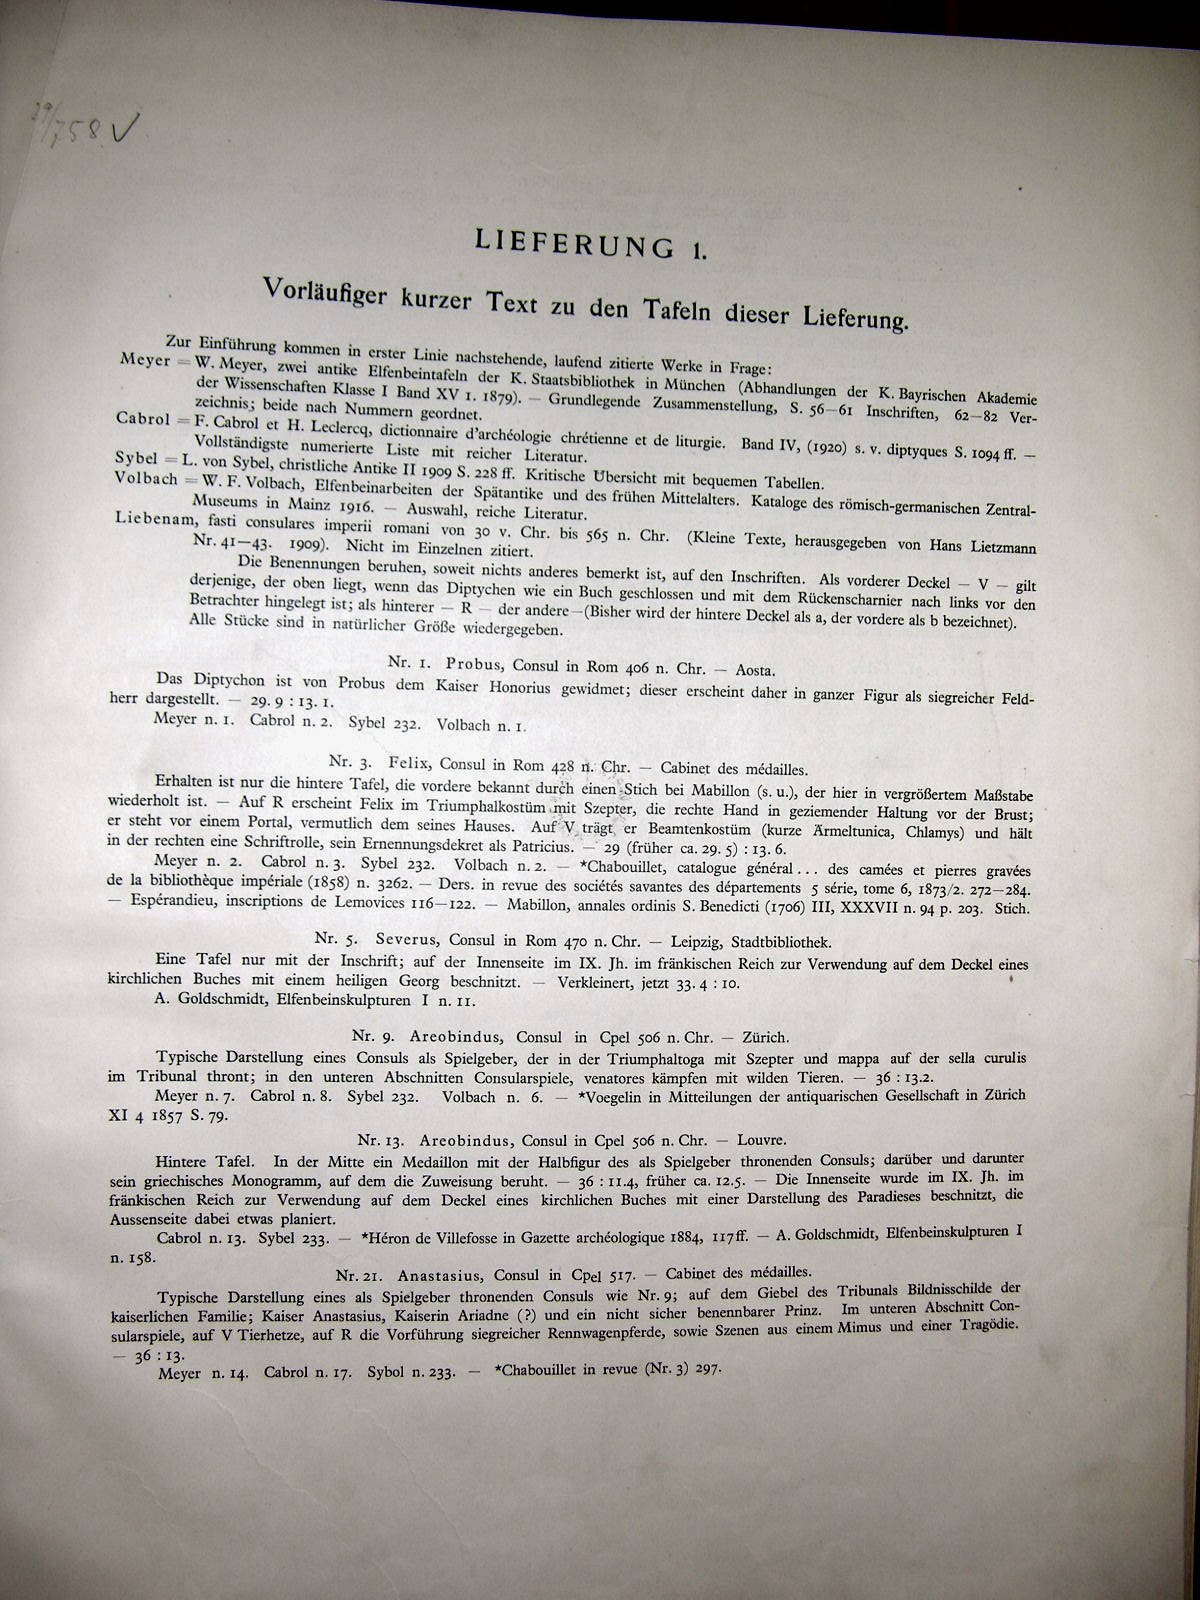 29/758 V
LIEFERUNG 1.
Vorläufiger kurzer Text zu den Tafeln dieser Lieferung.
Zur Einführung kommen in erster Linie nachstehende, laufend zitierte Werke in Frage:
Meyer = W. Meyer, zwei antike Elfenbeintafeln der K. Staatsbibliothek in München (Abhandlungen der K. Bayrischen Akademie
der Wissenschaften Klasse I Band XV 1. 1879). — Grundlegende Zusammenstellung, S. 56—61 Inschriften, 62—82 Ver-
zeichnis; beide nach Nummern geordnet.
Cabrol = F. Cabrol et H. Leclercq, dictionnaire d'archéologie chrétienne et de liturgie. Band IV, (1920) s. v. diptyques S. 1094 ff. —
Vollständigste numerierte Liste mit reicher Literatur.
Sybel = L. von Sybel, christliche Antike II 1909 S. 228 ff. Kritische Übersicht mit bequemen Tabellen.
Volbach = W. F. Volbach, Elfenbeinarbeiten der Spätantike und des frühen Mittelalters. Kataloge des römisch-germanischen Zentral-
Museums in Mainz 1916. — Auswahl, reiche Literatur.
Liebenam, fasti consulares imperii romani von 30 v. Chr. bis 565 n. Chr. (Kleine Texte, herausgegeben von Hans Lietzmann
Nr. 41—43. 1909). Nicht im Einzelnen zitiert.
Die Benennungen beruhen, soweit nichts anderes bemerkt ist, auf den Inschriften. Als vorderer Deckel — V — gilt
derjenige, der oben liegt, wenn das Diptychen wie ein Buch geschlossen und mit dem Rückenscharnier nach links vor den
Betrachter hingelegt ist; als hinterer — R — der andere — (Bisher wird der hintere Deckel als a, der vordere als b bezeichnet).
Alle Stücke sind in natürlicher Größe wiedergegeben.
Nr. 1. Probus, Consul in Rom 406 n. Chr. — Aosta.
Das Diptychon ist von Probus dem Kaiser Honorius gewidmet; dieser erscheint daher in ganzer Figur als siegreicher Feld-
herr dargestellt. — 29. 9 : 13. 1.
Meyer n. 1. Cabrol n. 2. Sybel 232. Volbach n. 1.
Nr. 3. Felix, Consul in Rom 428 n. Chr. — Cabinet des médailles.
Erhalten ist nur die hintere Tafel, die vordere bekannt durch einen Stich bei Mabillon (s. u.), der hier in vergrößertem Maßstabe
wiederholt ist. — Auf R erscheint Felix im Triumphalkostüm mit Szepter, die rechte Hand in geziemender Haltung vor der Brust;
er steht vor einem Portal, vermutlich dem seines Hauses. Auf V trägt er Beamtenkostüm (kurze Ärmeltunica, Chlamys) und hält
in der rechten eine Schriftrolle, sein Ernennungsdekret als Patricius. — 29 (früher ca. 29. 5) : 13. 6.
Meyer n. 2. Cabrol n. 3. Sybel 232. Volbach n. 2. — *Chabouillet, catalogue général . . . des camées et pierres gravées
de la bibliothèque impériale (1858) n. 3262. — Ders. in revue des sociétés savantes des départements 5 série, tome 6, 1873/2. 272—284.
— Espérandieu, inscriptions de Lemovices 116—122. — Mabillon, annales ordinis S. Benedicti (1706) III, XXXVII n. 94 p. 203. Stich.
Nr. 5. Severus, Consul in Rom 470 n. Chr. — Leipzig, Stadtbibliothek.
Eine Tafel nur mit der Inschrift; auf der Innenseite im IX. Jh. im fränkischen Reich zur Verwendung auf dem Deckel eines
kirchlichen Buches mit einem heiligen Georg beschnitzt. — Verkleinert, jetzt 33. 4 : 10.
A. Goldschmidt, Elfenbeinskulpturen I n. 11.
Nr. 9. Areobindus, Consul in Cpel 506 n. Chr. — Zürich.
Typische Darstellung eines Consuls als Spielgeber, der in der Triumphaltoga mit Szepter und mappa auf der sella curulis
im Tribunal thront; in den unteren Abschnitten Consularspiele, venatores kämpfen mit wilden Tieren. — 36 : 13.2.
Meyer n. 7. Cabrol n. 8. Sybel 232. Volbach n. 6. — *Voegelin in Mitteilungen der antiquarischen Gesellschaft in Zürich
XI 4 1857 S. 79.
Nr. 13. Areobindus, Consul in Cpel 506 n. Chr. — Louvre.
Hintere Tafel. In der Mitte ein Medaillon mit der Halbfigur des als Spielgeber thronenden Consuls; darüber und darunter
sein griechisches Monogramm, auf dem die Zuweisung beruht. — 36 : 11.4, früher ca. 12.5. — Die Innenseite wurde im IX. Jh. im
fränkischen Reich zur Verwendung auf dem Deckel eines kirchlichen Buches mit einer Darstellung des Paradieses beschnitzt, die
Aussenseite dabei etwas planiert.
Cabrol n. 13. Sybel 233. — *Héron de Villefosse in Gazette archéologique 1884, 117 ff. — A. Goldschmidt, Elfenbeinskulpturen I
n. 158.
Nr. 21. Anastasius, Consul in Cpel 517. — Cabinet des médailles.
Typische Darstellung eines als Spielgeber thronenden Consuls wie Nr. 9; auf dem Giebel des Tribunals Bildnisschilde der
kaiserlichen Familie; Kaiser Anastasius, Kaiserin Ariadne (?) und ein nicht sicher benennbarer Prinz. Im unteren Abschnitt Con-
sularspiele, auf V Tierhetze, auf R die Vorführung siegreicher Rennwagenpferde, sowie Szenen aus einem Mimus und einer Tragödie.
— 36 : 13.
Meyer n. 14. Cabrol n. 17. Sybol n. 233. — *Chabouillet in revue (Nr. 3) 297.